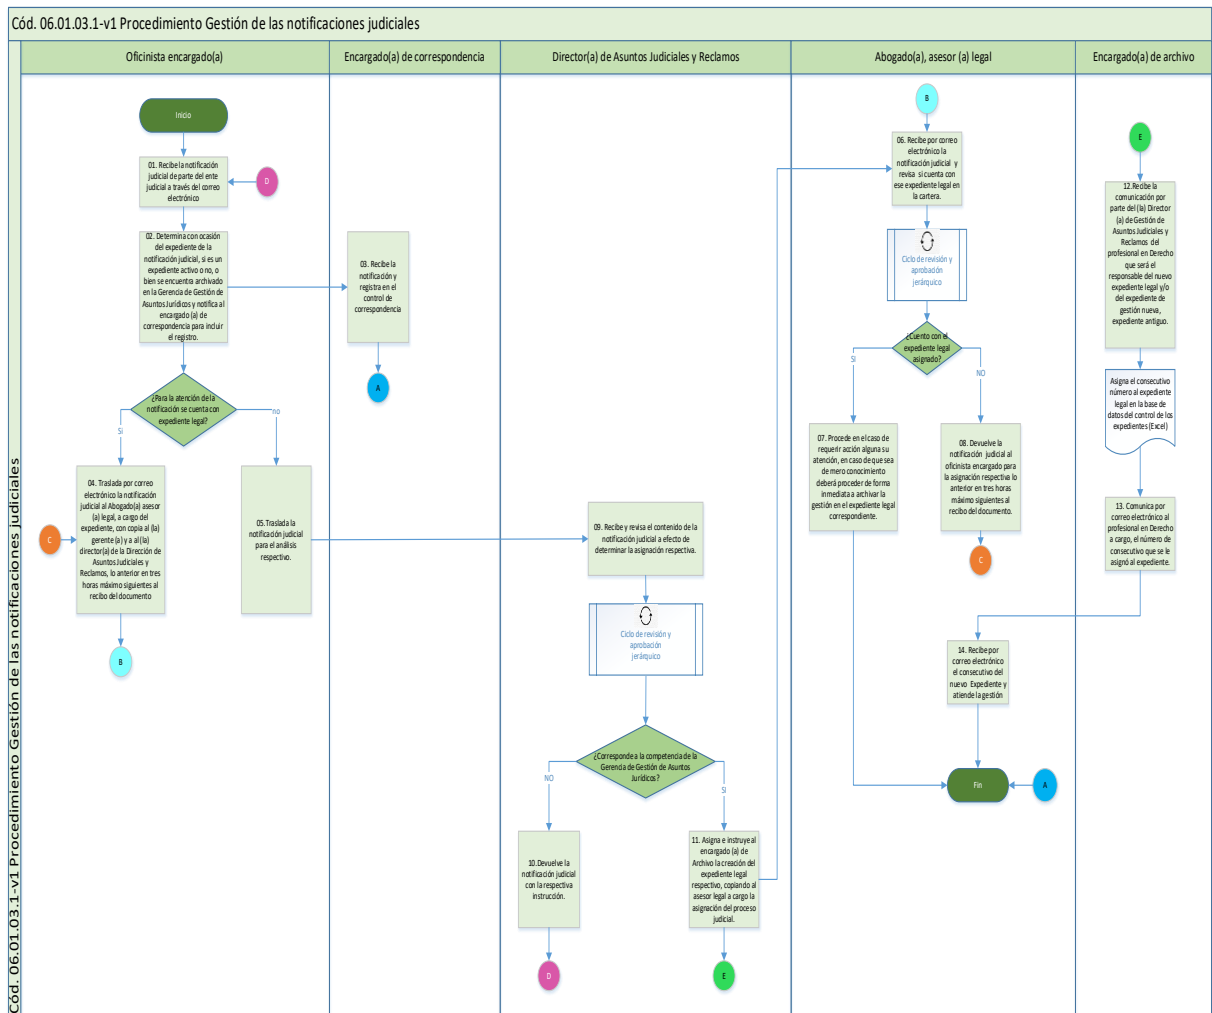 Cód. 06.01.03.1-v1 Procedimiento Gestión de las notificaciones judiciales
Cód. 06.01.03.1-v1 Procedimiento Gestión de las notificaciones judiciales
Oficinista encargado(a)
Encargado(a) de correspondencia
Director(a) de Asuntos Judiciales y Reclamos
Abogado(a), asesor (a) legal
Encargado(a) de archivo
Inicio
01. Recibe la notificación
judicial de parte del ente
judicial a través del correo
electrónico
D
02. Determina con ocasión
del expediente de la
notificación judicial, si es un
expediente activo o no, o
bien se encuentra archivado
en la Gerencia de Gestión de
Asuntos Jurídicos y notifica al
encargado (a) de
correspondencia para incluir
el registro.
¿Para la atención de la
notificación se cuenta con
expediente legal?
Si
no
04. Traslada por correo
electrónico la notificación
judicial al Abogado(a) asesor
(a) legal, a cargo del
expediente, con copia al (la)
gerente (a) y a al (la)
director(a) de la Dirección de
Asuntos Judiciales y
Reclamos, lo anterior en tres
horas máximo siguientes al
recibo del documento
C
B
05.Traslada la
notificación judicial
para el análisis
respectivo.
03. Recibe la
notificación y
registra en el
control de
correspondencia
A
09. Recibe y revisa el contenido de la
notificación judicial a efecto de
determinar la asignación respectiva.
Ciclo de revisión y
aprobación
jerárquico
¿Corresponde a la competencia de la
Gerencia de Gestión de Asuntos
Jurídicos?
NO
SI
10.Devuelve la
notificación judicial
con la respectiva
instrucción.
D
11. Asigna e instruye al
encargado (a) de
Archivo la creación del
expediente legal
respectivo, copiando al
asesor legal a cargo la
asignación del proceso
judicial.
E
B
06. Recibe por correo
electrónico la
notificación judicial y
revisa si cuenta con
ese expediente legal en
la cartera.
Ciclo de revisión y
aprobación
jerárquico
¿Cuento con el
expediente legal
asignado?
SI
NO
07. Procede en el caso de
requerir acción alguna su
atención, en caso de que sea
de mero conocimiento
deberá proceder de forma
inmediata a archivar la
gestión en el expediente legal
correspondiente.
08. Devuelve la
notificación judicial al
oficinista encargado para
la asignación respectiva lo
anterior en tres horas
máximo siguientes al
recibo del documento.
C
14. Recibe por
correo electrónico
el consecutivo del
nuevo Expediente y
atiende la gestión
Fin
A
E
12.Recibe la
comunicación por
parte del (la) Director
(a) de Gestión de
Asuntos Judiciales y
Reclamos del
profesional en Derecho
que será el
responsable del nuevo
expediente legal y/o
del expediente de
gestión nueva,
expediente antiguo.
Asigna el consecutivo
número al expediente
legal en la base de
datos del control de los
expedientes (Excel)
13. Comunica por
correo electrónico al
profesional en Derecho
a cargo, el número de
consecutivo que se le
asignó al expediente.